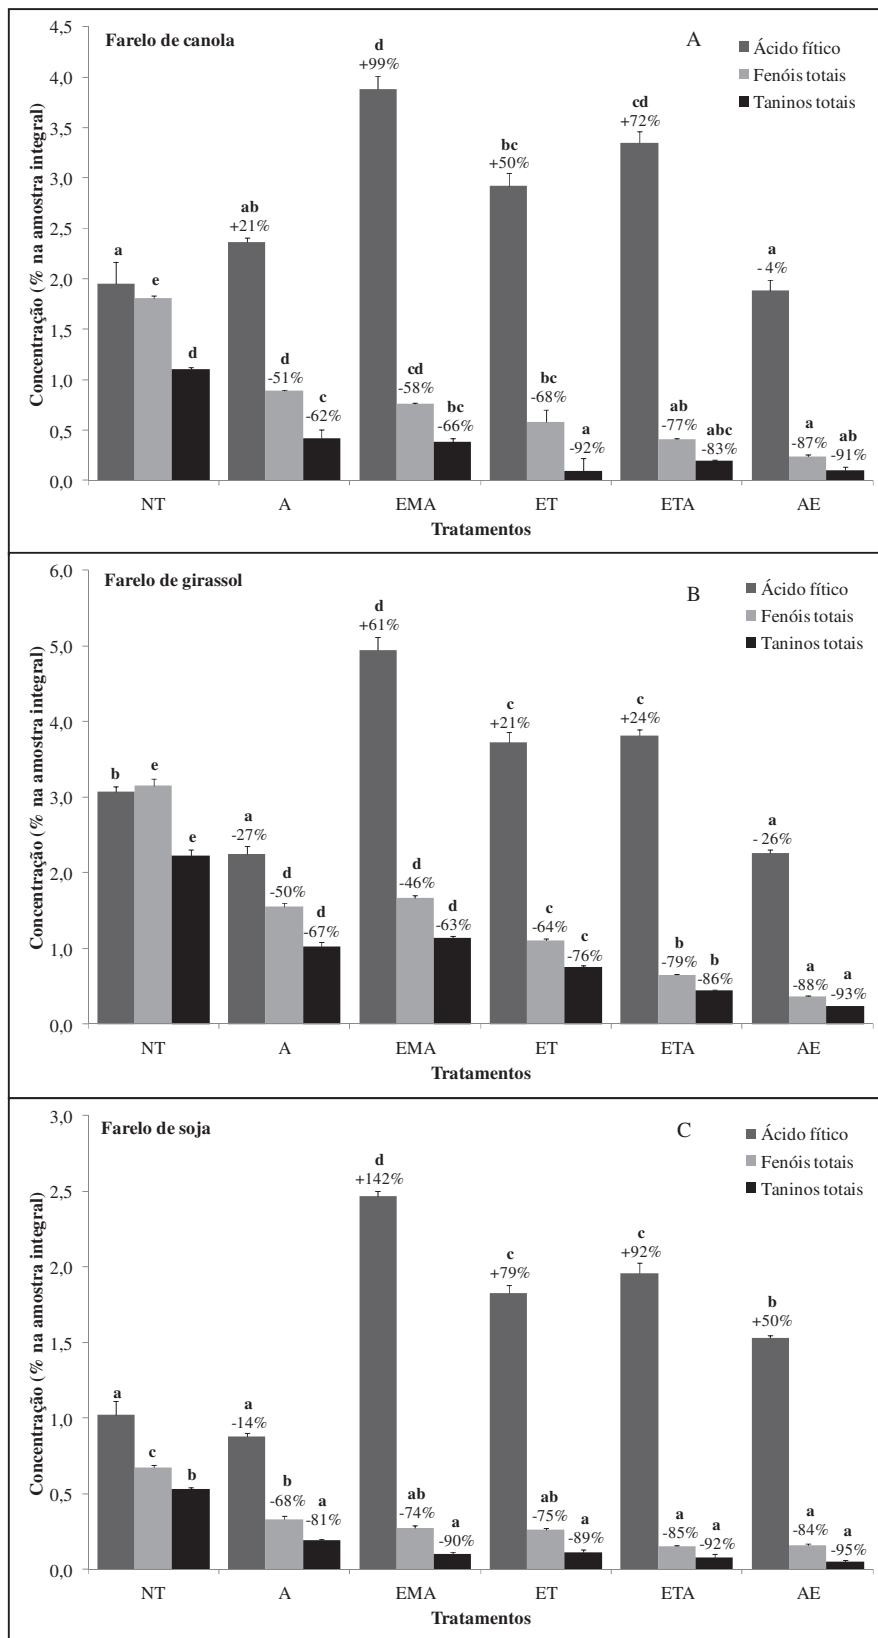 Farelo de canola
A
Ácido fítico
Fenóis totais
Taninos totais
Concentração (% na amostra integral)
4,5
4,0
3,5
3,0
2,5
2,0
1,5
1,0
0,5
0,0
a
e
d
ab
+21%
d
-51%
c
-62%
d
+99%
cd
-58%
bc
-66%
bc
+50%
bc
-68%
a
-92%
cd
+72%
ab
-77%
abc
-83%
a
- 4%
a
-87%
ab
-91%
NT A EMA ET ETA AE
Tratamentos
Farelo de girassol
B
Ácido fítico
Fenóis totais
Taninos totais
Concentração (% na amostra integral)
6,0
5,0
4,0
3,0
2,0
1,0
0,0
b
e
e
a
-27%
d
-50%
d
-67%
d
+61%
d
-46%
d
-63%
c
+21%
c
-64%
c
-76%
c
+24%
b
-79%
b
-86%
a
- 26%
a
-88%
a
-93%
NT A EMA ET ETA AE
Tratamentos
Farelo de soja
C
Ácido fítico
Fenóis totais
Taninos totais
Concentração (% na amostra integral)
3,0
2,5
2,0
1,5
1,0
0,5
0,0
a
c
b
a
-14%
b
-68%
a
-81%
d
+142%
ab
-74%
a
-90%
c
+79%
ab
-75%
a
-89%
c
+92%
a
-85%
a
-92%
b
+50%
a
-84%
a
-95%
NT A EMA ET ETA AE
Tratamentos